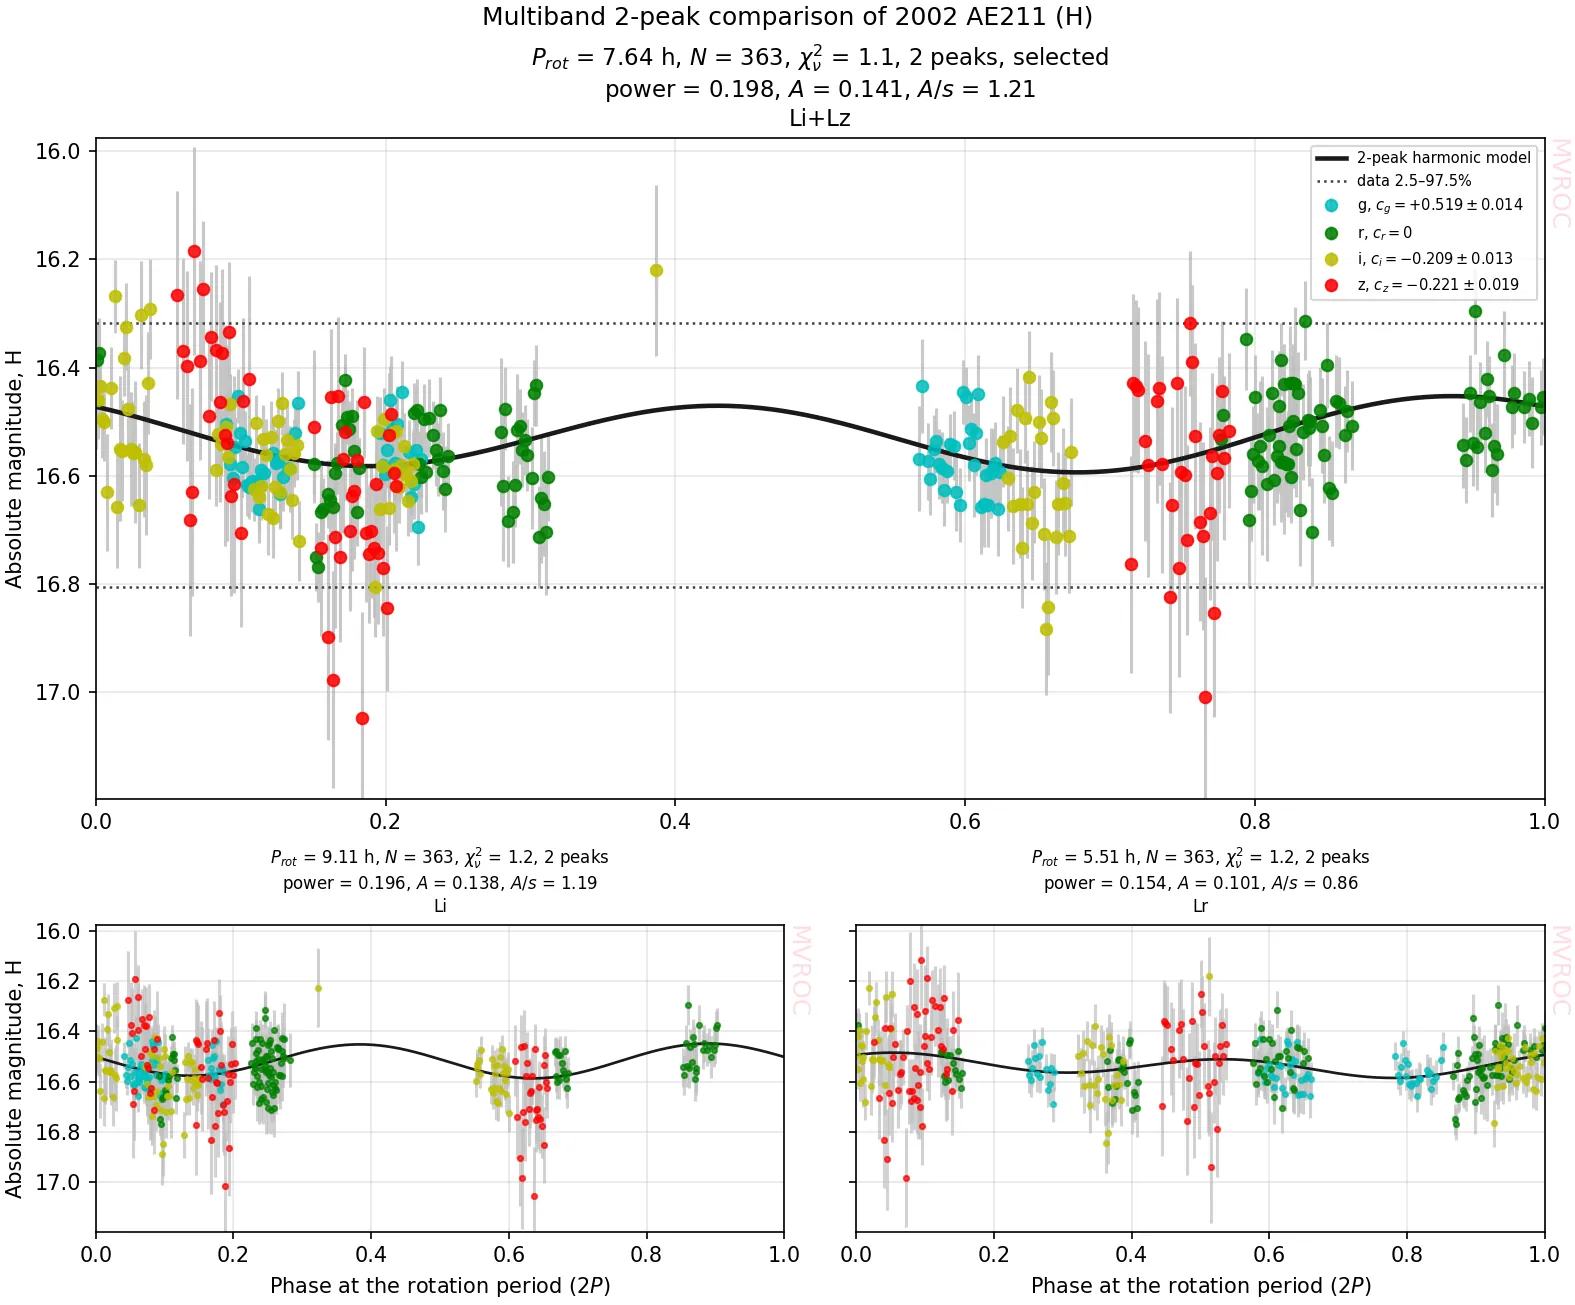 Multiband 2-peak comparison of 2002 AE211 (H)
P_rot = 7.64 h, N = 363, χ²_ν = 1.1, 2 peaks, selected
power = 0.198, A = 0.141, A/s = 1.21
Li+Lz
2-peak harmonic model
data 2.5–97.5%
g, c_g = +0.519 ± 0.014
r, c_r = 0
i, c_i = −0.209 ± 0.013
z, c_z = −0.221 ± 0.019
MVROC
Absolute magnitude, H
16.0
16.2
16.4
16.6
16.8
17.0
0.0 0.2 0.4 0.6 0.8 1.0
P_rot = 9.11 h, N = 363, χ²_ν = 1.2, 2 peaks
power = 0.196, A = 0.138, A/s = 1.19
Li
MVROC
Absolute magnitude, H
16.0
16.2
16.4
16.6
16.8
17.0
0.0 0.2 0.4 0.6 0.8 1.0
Phase at the rotation period (2P)
P_rot = 5.51 h, N = 363, χ²_ν = 1.2, 2 peaks
power = 0.154, A = 0.101, A/s = 0.86
Lr
MVROC
0.0 0.2 0.4 0.6 0.8 1.0
Phase at the rotation period (2P)